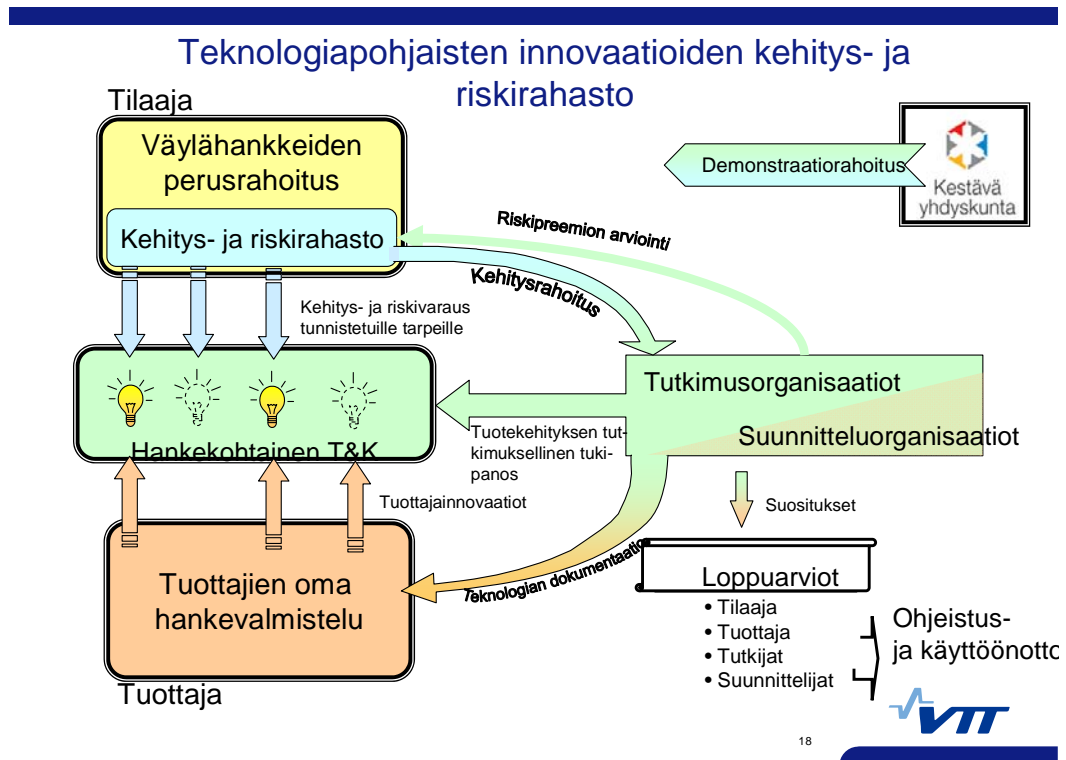 Teknologiapohjaisten innovaatioiden kehitys- ja
riskirahasto
Tilaaja
Väylähankkeiden
perusrahoitus
Kehitys- ja riskirahasto
Demonstraatiorahoitus
Kestävä
yhdyskunta
Riskipreemion arviointi
Kehitysrahoitus
Kehitys- ja riskivaraus
tunnistetuille tarpeille
Hankekohtainen T&K
Tutkimusorganisaatiot
Suunnitteluorganisaatiot
Tuotekehityksen tut-
kimuksellinen tuki-
panos
Tuottajainnovaatiot
Suositukset
Teknologian dokumentaatio
Tuottajien oma
hankevalmistelu
Tuottaja
Loppuarviot
• Tilaaja
• Tuottaja
• Tutkijat
• Suunnittelijat
Ohjeistus-
ja käyttöönotto
VTT
18